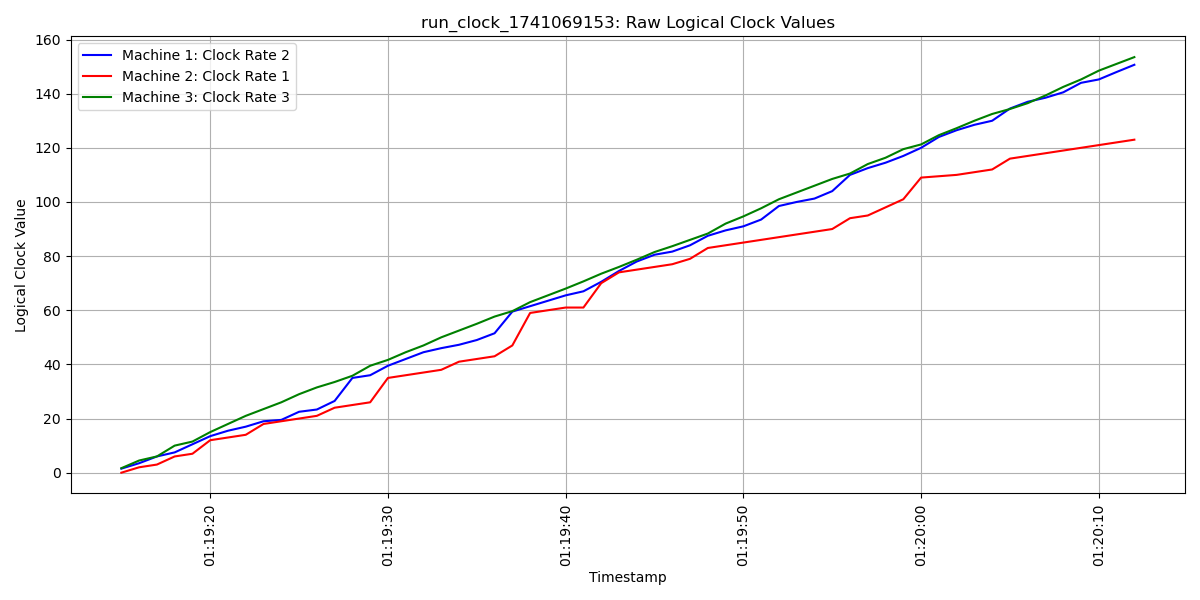 run_clock_1741069153: Raw Logical Clock Values
Machine 1: Clock Rate 2
Machine 2: Clock Rate 1
Machine 3: Clock Rate 3
Logical Clock Value
160
140
120
100
80
60
40
20
0
01:19:20
01:19:30
01:19:40
01:19:50
01:20:00
01:20:10
Timestamp